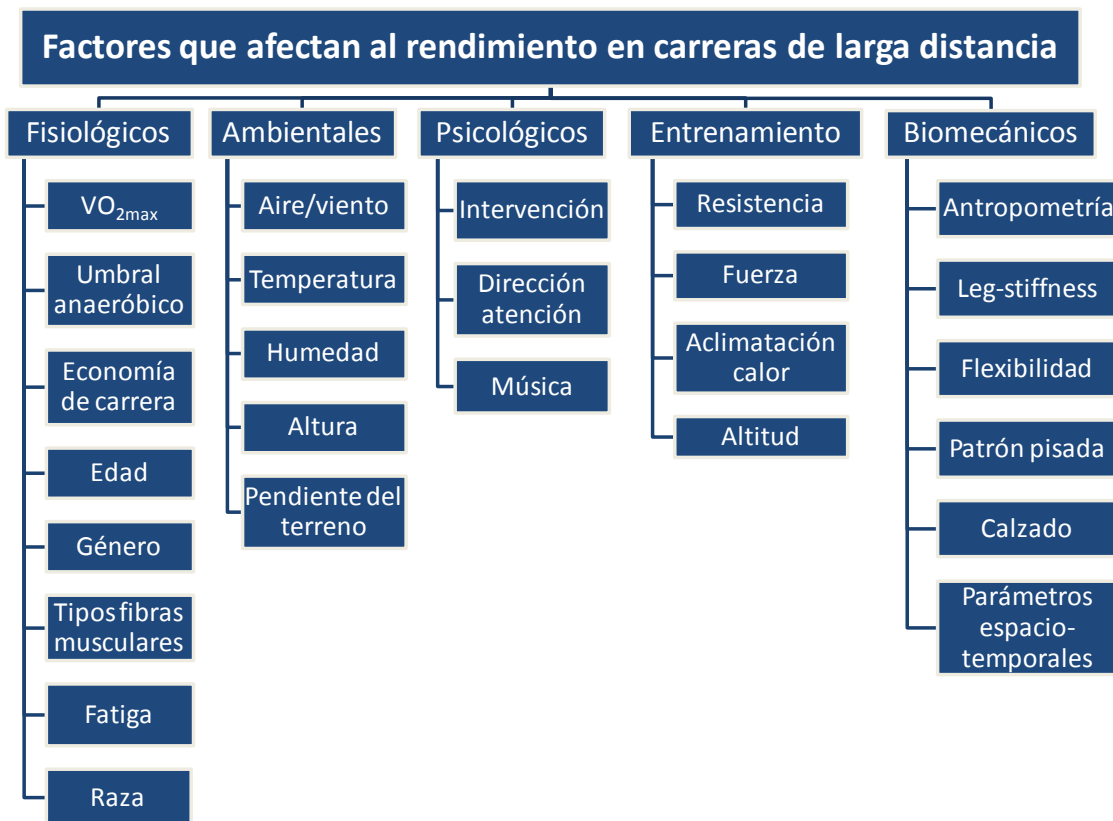 Factores que afectan al rendimiento en carreras de larga distancia
Fisiológicos
VO2max
Umbral
anaeróbico
Economía
de carrera
Edad
Género
Tipos fibras
musculares
Fatiga
Raza
Ambientales
Aire/viento
Temperatura
Humedad
Altura
Pendiente del
terreno
Psicológicos
Intervención
Dirección
atención
Música
Entrenamiento
Resistencia
Fuerza
Aclimatación
calor
Altitud
Biomecánicos
Antropometría
Leg-stiffness
Flexibilidad
Patrón pisada
Calzado
Parámetros
espacio-
temporales